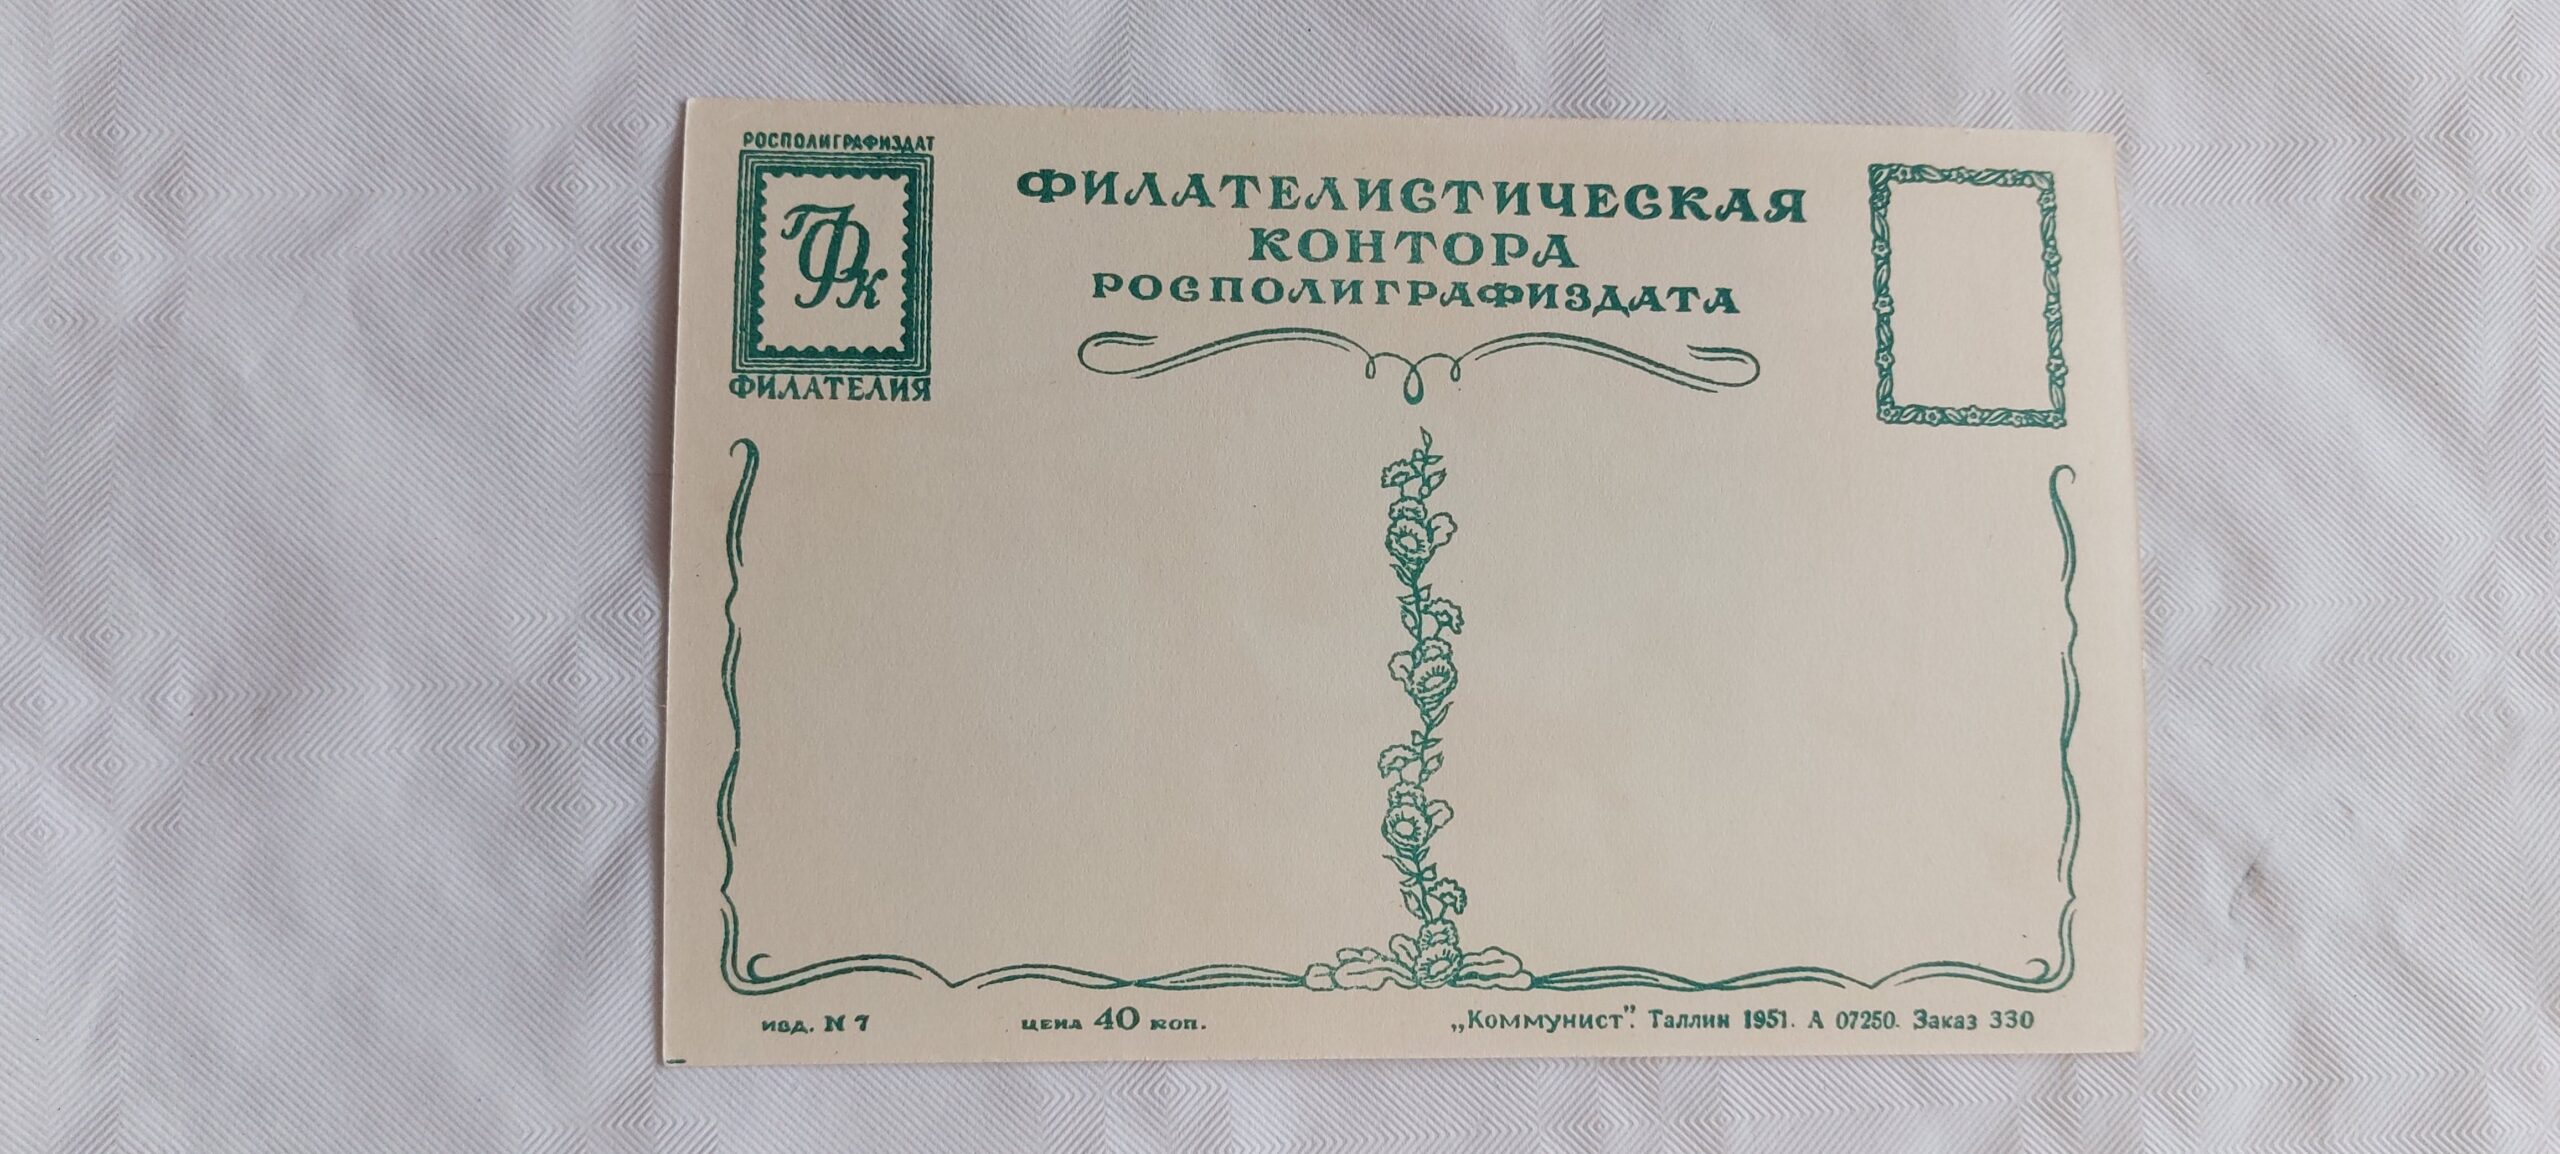 РОСПОЛИГРАФИЗДАТ
ГФК
ФИЛАТЕЛИЯ
ФИЛАТЕЛИСТИЧЕСКАЯ
КОНТОРА
РОСПОЛИГРАФИЗДАТА
изд. N 7
цена 40 коп.
„Коммунист". Таллин 1951. А 07250. Заказ 330